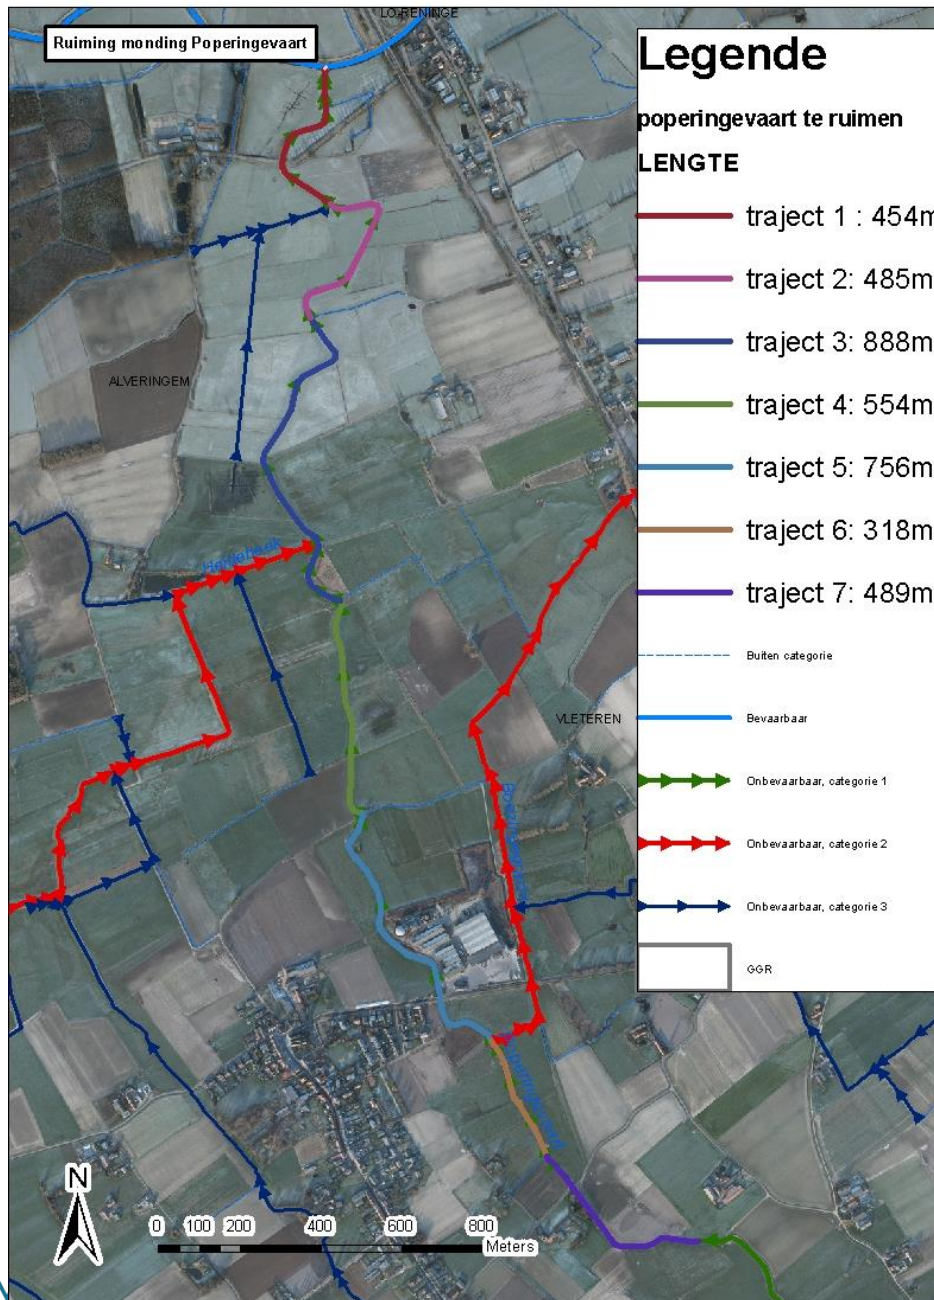 LO-RENINGE
Ruiming monding Poperingevaart
Legende
poperingevaart te ruimen
LENGTE
traject 1 : 454m
traject 2: 485m
traject 3: 888m
traject 4: 554m
traject 5: 756m
traject 6: 318m
traject 7: 489m
Buiten categorie
Bevaarbaar
Onbevaarbaar, categorie 1
Onbevaarbaar, categorie 2
Onbevaarbaar, categorie 3
GGR
ALVERINGEM
VLETEREN
N
0 100 200 400 600 800
Meters